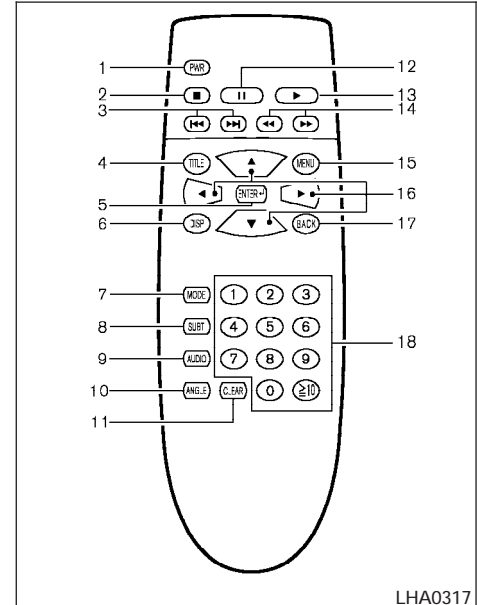 1 PWR 12
2 13
3 14
4 TITLE MENU 15
ENTER 16
5
6 DISP BACK 17
7 MODE 1 2 3
8 SUBT 4 5 6 18
9 AUDIO 7 8 9
10 ANGLE CLEAR 0 ≧10
11
LHA0317